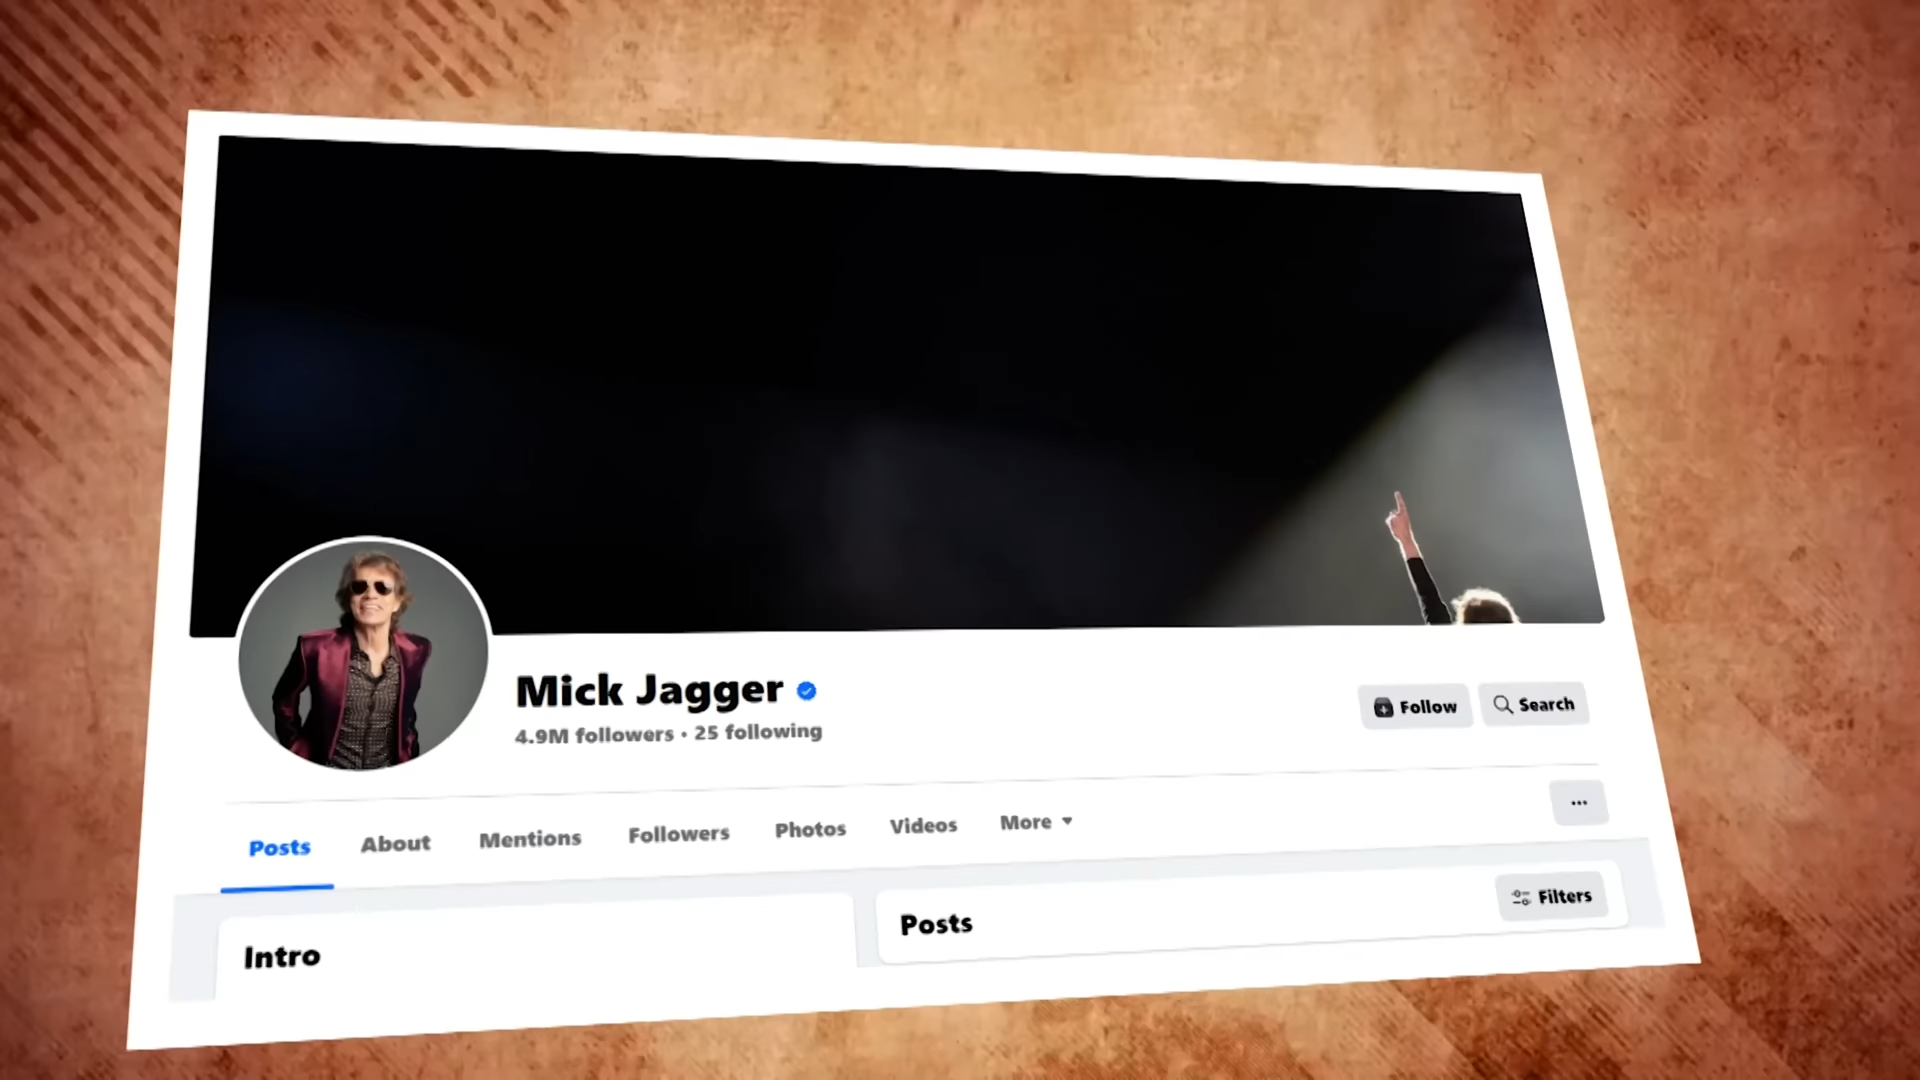 Mick Jagger
4.9M followers • 25 following
Follow
Search
Posts
About
Mentions
Followers
Photos
Videos
More
Intro
Posts
Filters